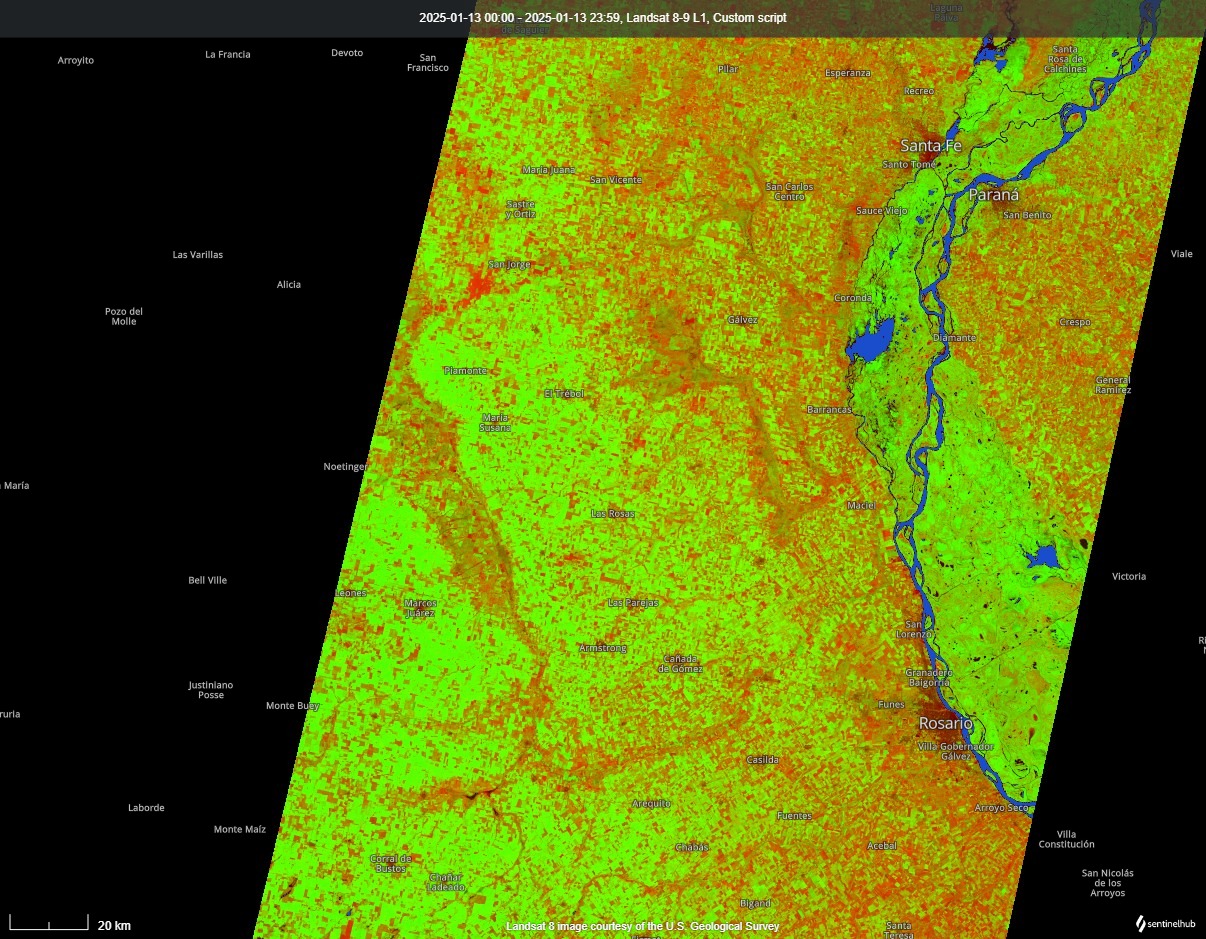 Laguna
Paiva
2025-01-13 00:00 - 2025-01-13 23:59, Landsat 8-9 L1, Custom script
Arroyito
La Francia
Devoto
San
Francisco
Pilar
Esperanza
Santa
Rosa de
Calchines
Recreo
Santa Fe
Santo Tomé
María Juana
San Vicente
San Carlos
Centro
Paraná
Sastre
y Ortiz
Sauce Viejo
San Benito
Las Varillas
Viale
San Jorge
Alicia
Coronda
Pozo del
Molle
Gálvez
Crespo
Diamante
Piamonte
El Trébol
General
Ramírez
María
Susana
Barrancas
Noetinger
María
Las Rosas
Maciel
Bell Ville
Victoria
Leones
Marcos
Juárez
Las Parejas
San
Lorenzo
Armstrong
Cañada
de Gómez
Granadero
Baigorria
Justiniano
Posse
Monte Buey
Funes
ruria
Rosario
Villa Gobernador
Gálvez
Casilda
Laborde
Arequito
Arroyo Seco
Fuentes
Monte Maíz
Villa
Constitución
Chabás
Acebal
Corral de
Bustos
Chañar
Ladeado
San Nicolás
de los
Arroyos
Bigand
20 km
Landsat 8 image courtesy of the U.S. Geological Survey
Santa
Teresa
sentinelhub